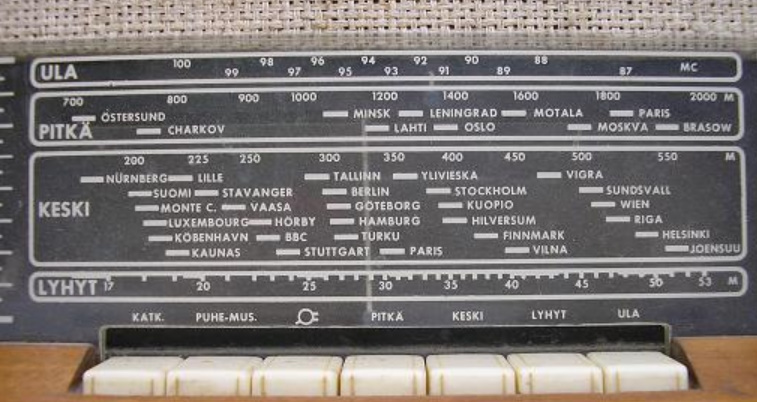 100 98 96 94 92 90 88
ULA 99 97 95 93 91 89 87 MC
700 800 900 1000 1200 1400 1600 1800 2000 M
ÖSTERSUND MINSK LENINGRAD MOTALA PARIS
PITKÄ CHARKOV LAHTI OSLO MOSKVA BRASOW
200 225 250 300 350 400 450 500 550 M
NÜRNBERG LILLE TALLINN YLIVIESKA VIGRA
SUOMI STAVANGER BERLIN STOCKHOLM SUNDSVALL
KESKI MONTE C. VAASA GÖTEBORG KUOPIO WIEN
LUXEMBOURG HÖRBY HAMBURG HILVERSUM RIGA
KÖBENHAVN BBC TURKU FINNMARK HELSINKI
KAUNAS STUTTGART PARIS VILNA JOENSUU
LYHYT 17 20 25 30 35 40 45 50 53 M
KATK. PUHE-MUS. PITKÄ KESKI LYHYT ULA